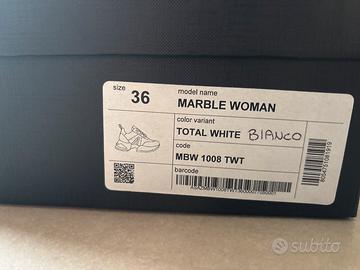 size
36
model name
MARBLE WOMAN
color variant
TOTAL WHITE BIANCO
code
MBW 1008 TWT
barcode
subito